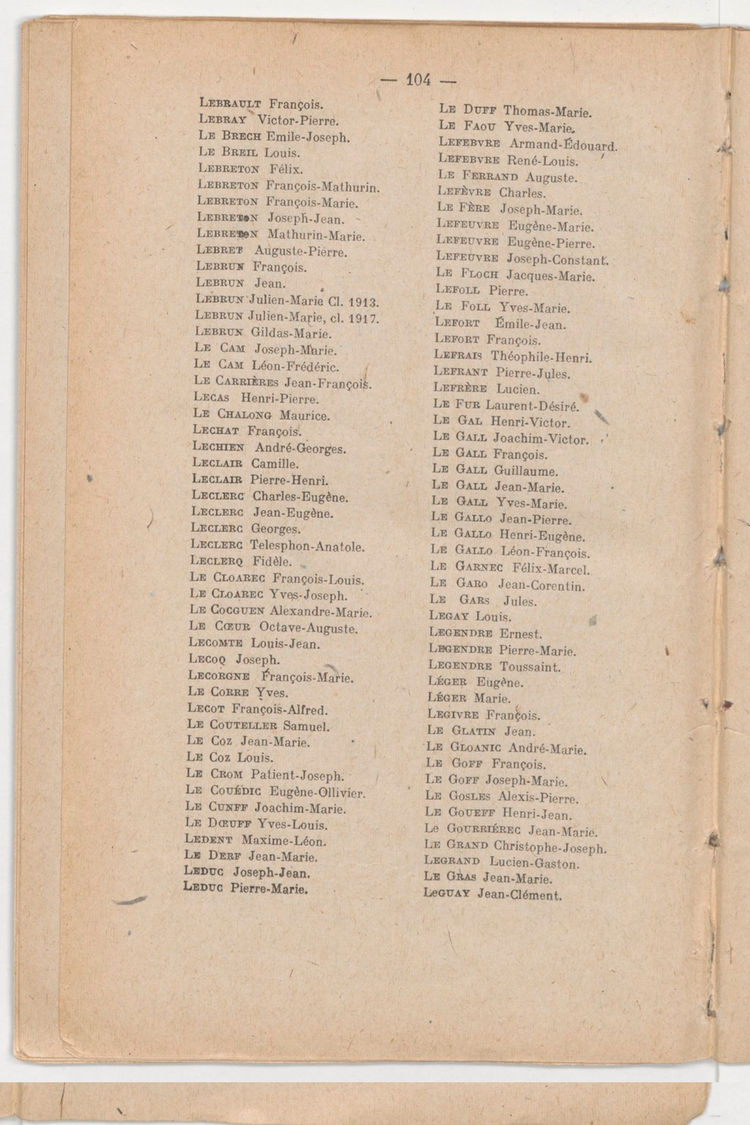 — 104 —
LEBRAULT François.
LEBRAY Victor-Pierre.
LE BRECH Emile-Joseph.
LE BREIL Louis.
LEBRETON Félix.
LEBRETON François-Mathurin.
LEBRETON François-Marie.
LEBRETON Joseph-Jean.
LEBRETON Mathurin-Marie.
LEBRET Auguste-Pierre.
LEBRUN François.
LEBRUN Jean.
LEBRUN Julien-Marie Cl. 1913.
LEBRUN Julien-Marie, cl. 1917.
LEBRUN Gildas-Marie.
LE CAM Joseph-Marie.
LE CAM Léon-Frédéric.
LE CARRIÈRES Jean-François.
LECAS Henri-Pierre.
LE CHALONG Maurice.
LECHAT François.
LECHIEN André-Georges.
LECLAIR Camille.
LECLAIR Pierre-Henri.
LECLERC Charles-Eugène.
LECLERC Jean-Eugène.
LECLERC Georges.
LECLERC Telesphon-Anatole.
LECLERQ Fidèle.
LE CLOAREC François-Louis.
LE CLOAREC Yves-Joseph.
LE COCGUEN Alexandre-Marie.
LE CŒUR Octave-Auguste.
LECOMTE Louis-Jean.
LECOQ Joseph.
LECORGNE François-Marie.
LE CORRE Yves.
LECOT François-Alfred.
LE COUTELLER Samuel.
LE COZ Jean-Marie.
LE COZ Louis.
LE CROM Patient-Joseph.
LE COUÉDIC Eugène-Ollivier.
LE CUNFF Joachim-Marie.
LE DŒUFF Yves-Louis.
LEDENT Maxime-Léon.
LE DERF Jean-Marie.
LEDUC Joseph-Jean.
LEDUC Pierre-Marie.
LE DUFF Thomas-Marie.
LE FAOU Yves-Marie.
LEFEBVRE Armand-Édouard.
LEFEBVRE René-Louis.
LE FERRAND Auguste.
LEFÈVRE Charles.
LE FÈRE Joseph-Marie.
LEFEUVRE Eugène-Marie.
LEFEUVRE Eugène-Pierre.
LEFEUVRE Joseph-Constant.
LE FLOCH Jacques-Marie.
LEFOLL Pierre.
LE FOLL Yves-Marie.
LEFORT Émile-Jean.
LEFORT François.
LEFRAIS Théophile-Henri.
LEFRANT Pierre-Jules.
LEFRÈRE Lucien.
LE FUR Laurent-Désiré.
LE GAL Henri-Victor.
LE GALL Joachim-Victor.
LE GALL François.
LE GALL Guillaume.
LE GALL Jean-Marie.
LE GALL Yves-Marie.
LE GALLO Jean-Pierre.
LE GALLO Henri-Eugène.
LE GALLO Léon-François.
LE GARNEC Félix-Marcel.
LE GARO Jean-Corentin.
LE GARS Jules.
LEGAY Louis.
LEGENDRE Ernest.
LEGENDRE Pierre-Marie.
LEGENDRE Toussaint.
LÉGER Eugène.
LÉGER Marie.
LEGIVRE François.
LE GLATIN Jean.
LE GLOANIC André-Marie.
LE GOFF François.
LE GOFF Joseph-Marie.
LE GOSLES Alexis-Pierre.
LE GOUEFF Henri-Jean.
Le GOURRIÉREC Jean-Marie.
LE GRAND Christophe-Joseph.
LEGRAND Lucien-Gaston.
LE GRAS Jean-Marie.
LeGUAY Jean-Clément.